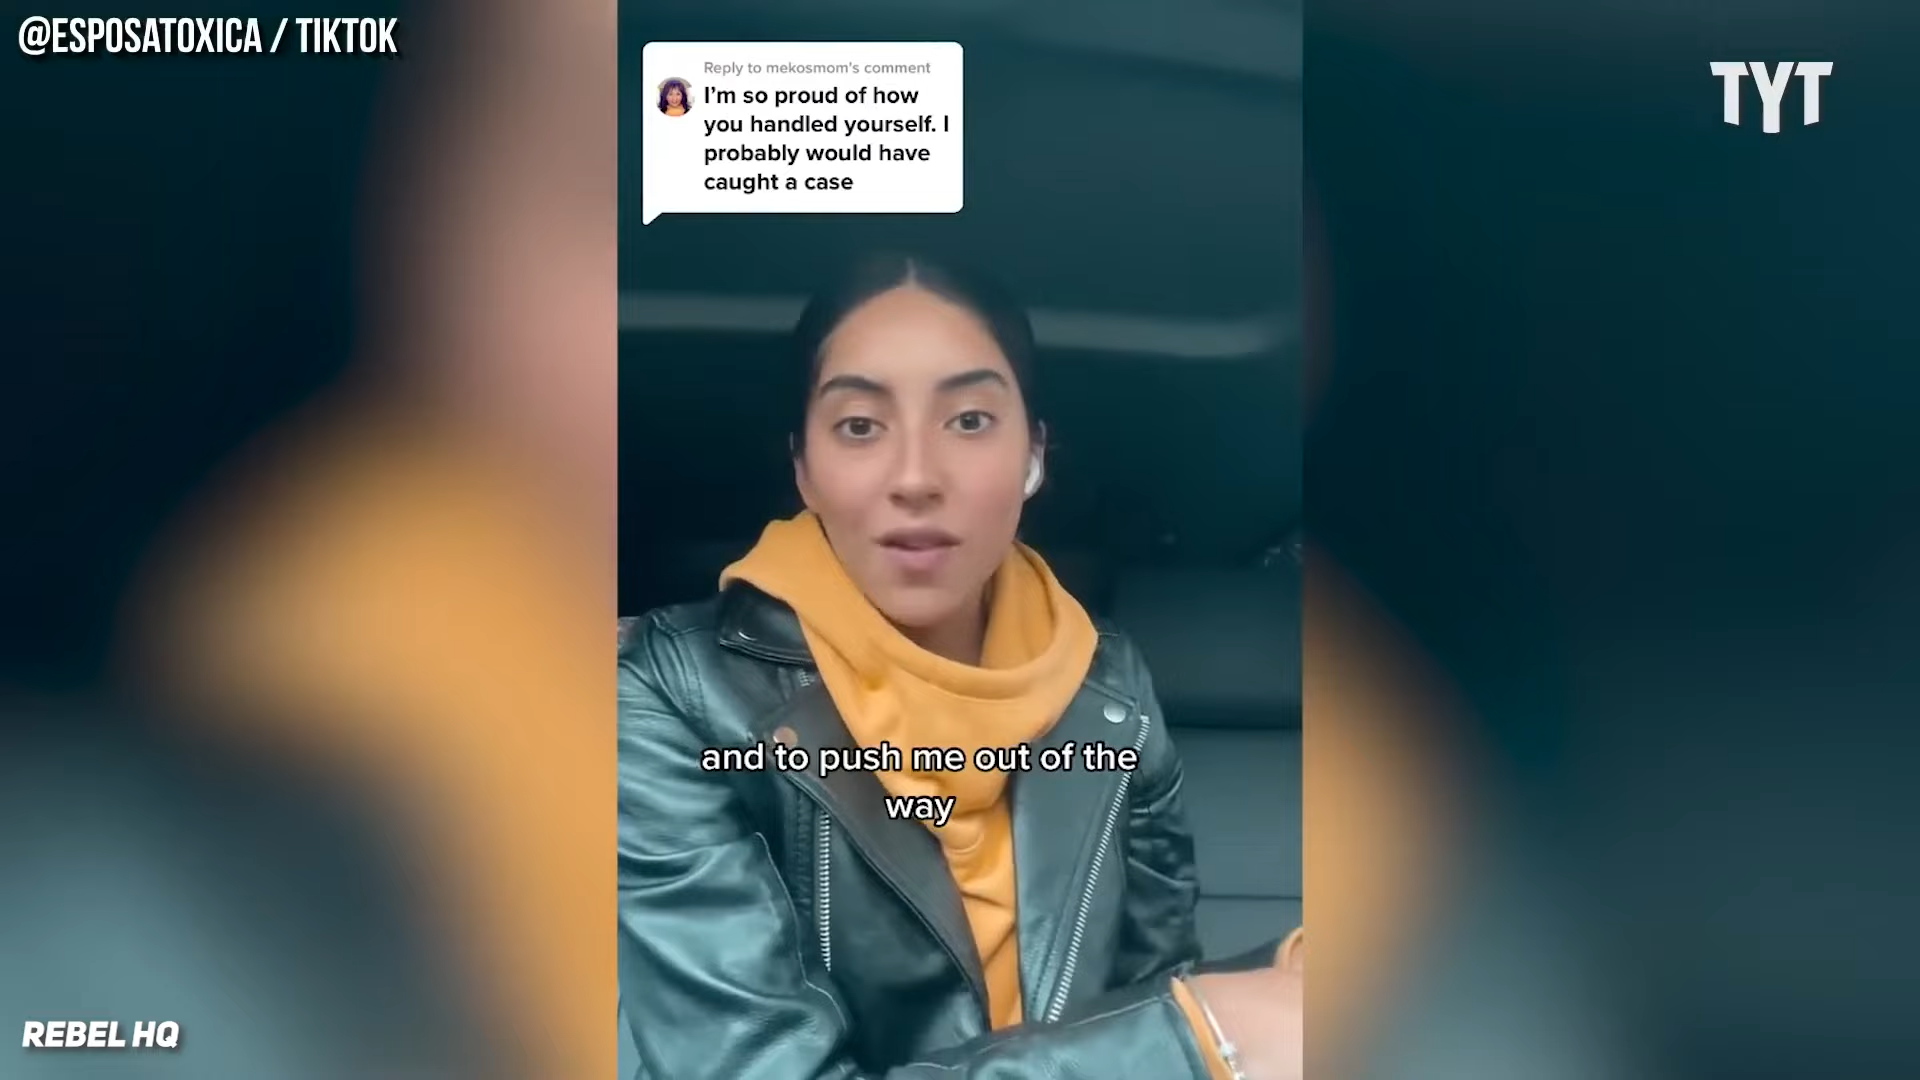 @ESPOSATOXICA / TIKTOK
TYT
Reply to mekosmom's comment
I'm so proud of how
you handled yourself. I
probably would have
caught a case
and to push me out of the
way
REBEL HQ